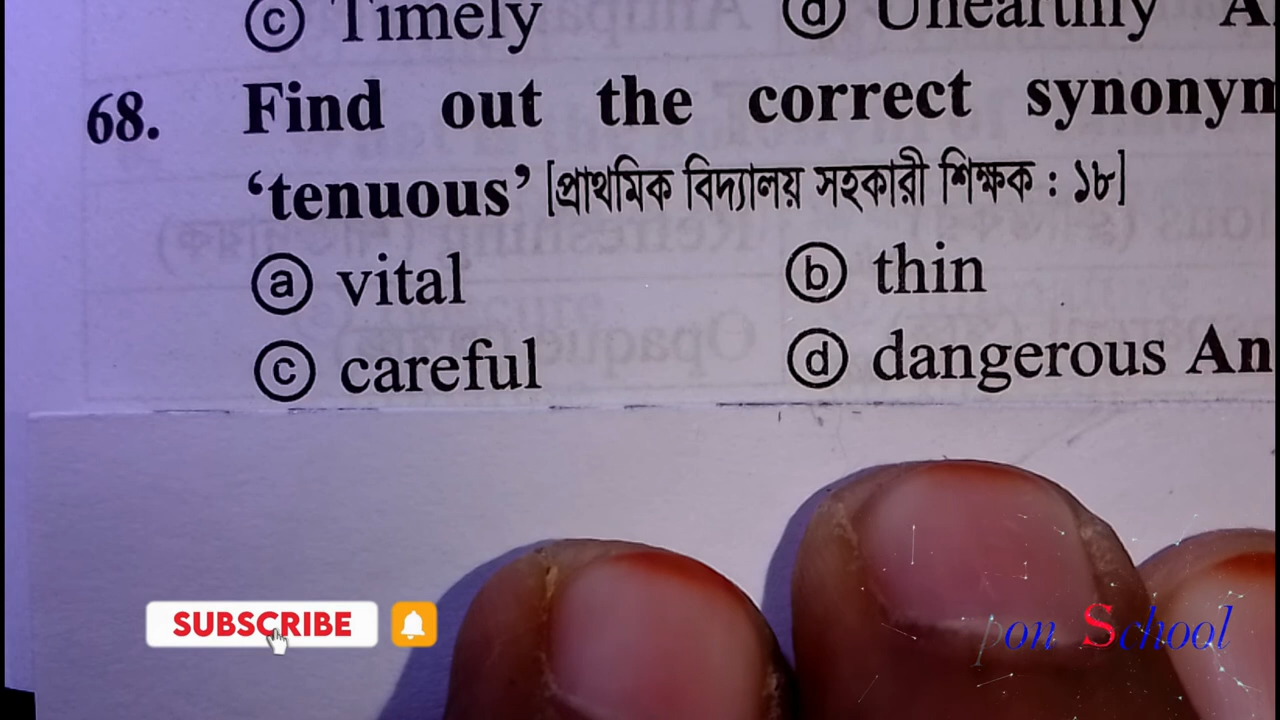 ⓒ Timely ⓓ Unearthly
68. Find out the correct synonym
‘tenuous’ [প্রাথমিক বিদ্যালয় সহকারী শিক্ষক : ১৮]
ⓐ vital ⓑ thin
ⓒ careful ⓓ dangerous An
SUBSCRIBE
pon School